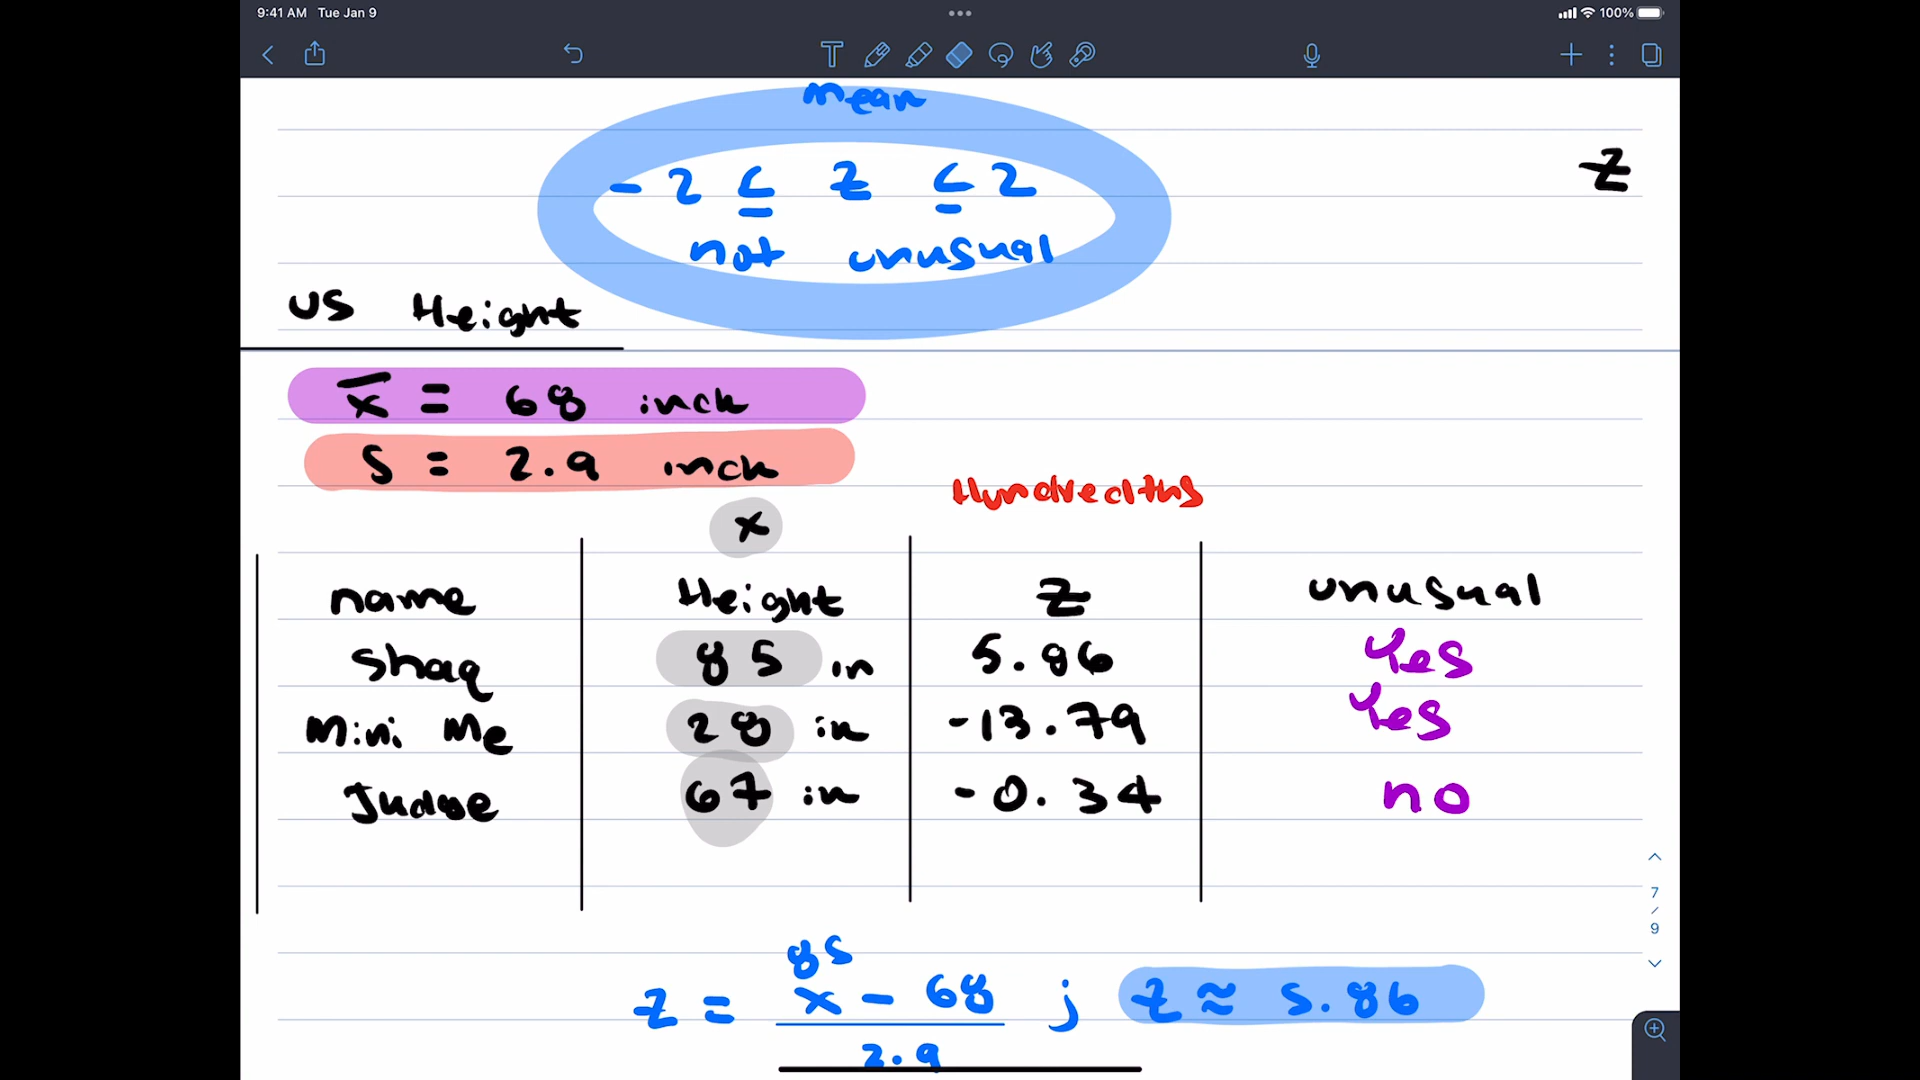 9:41 AM Tue Jan 9
100%
mean
-2 ≤ Z ≤ 2
Z
not unusual
US Height
x̄ = 68 inch
S = 2.9 inch
Hundredths
x
name Height Z unusual
Shaq 85 in 5.86 Yes
Mini Me 28 in -13.79 Yes
Judge 67 in -0.34 no
7
/
9
85
Z = x - 68 ; Z ≈ 5.86
2.9